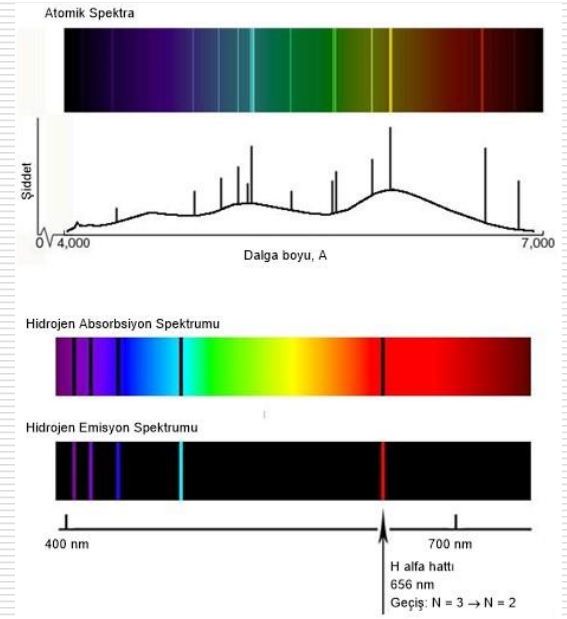 Atomik Spektra
Şiddet
0 4,000 7,000
Dalga boyu, A
Hidrojen Absorbsiyon Spektrumu
Hidrojen Emisyon Spektrumu
400 nm 700 nm
H alfa hattı
656 nm
Geçiş: N = 3 → N = 2